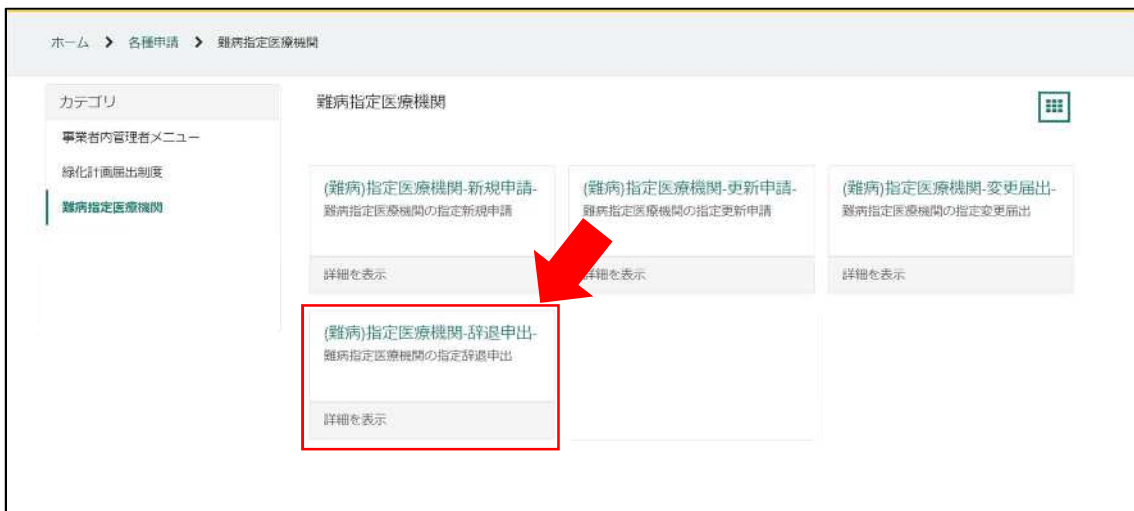 ホーム > 各種申請 > 難病指定医療機関
カテゴリ
事業者内管理者メニュー
緑化計画届出制度
難病指定医療機関
難病指定医療機関
(難病)指定医療機関-新規申請-
難病指定医療機関の指定新規申請
詳細を表示
(難病)指定医療機関-更新申請-
難病指定医療機関の指定更新申請
詳細を表示
(難病)指定医療機関-変更届出-
難病指定医療機関の指定変更届出
詳細を表示
(難病)指定医療機関-辞退申出-
難病指定医療機関の指定辞退申出
詳細を表示